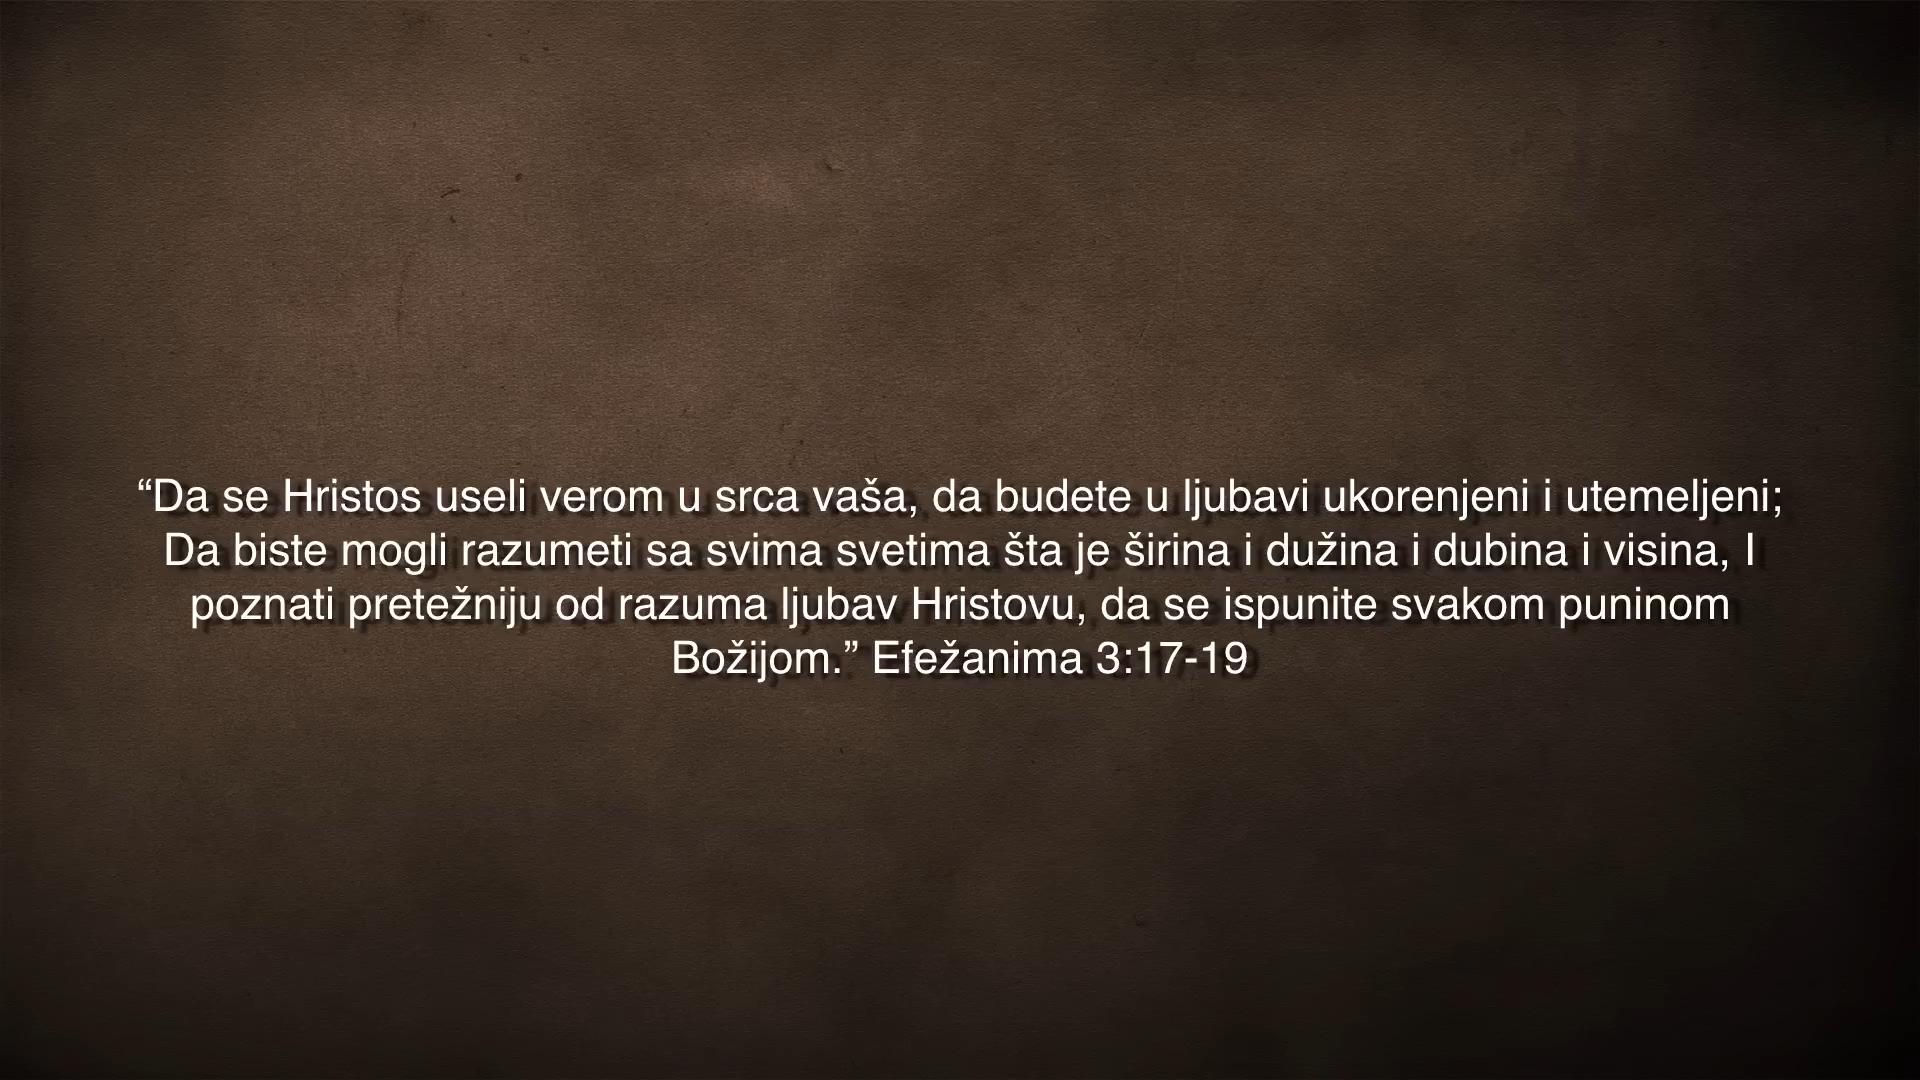 “Da se Hristos useli verom u srca vaša, da budete u ljubavi ukorenjeni i utemeljeni;
Da biste mogli razumeti sa svima svetima šta je širina i dužina i dubina i visina, I
poznati pretežniju od razuma ljubav Hristovu, da se ispunite svakom puninom
Božijom.” Efežanima 3:17-19